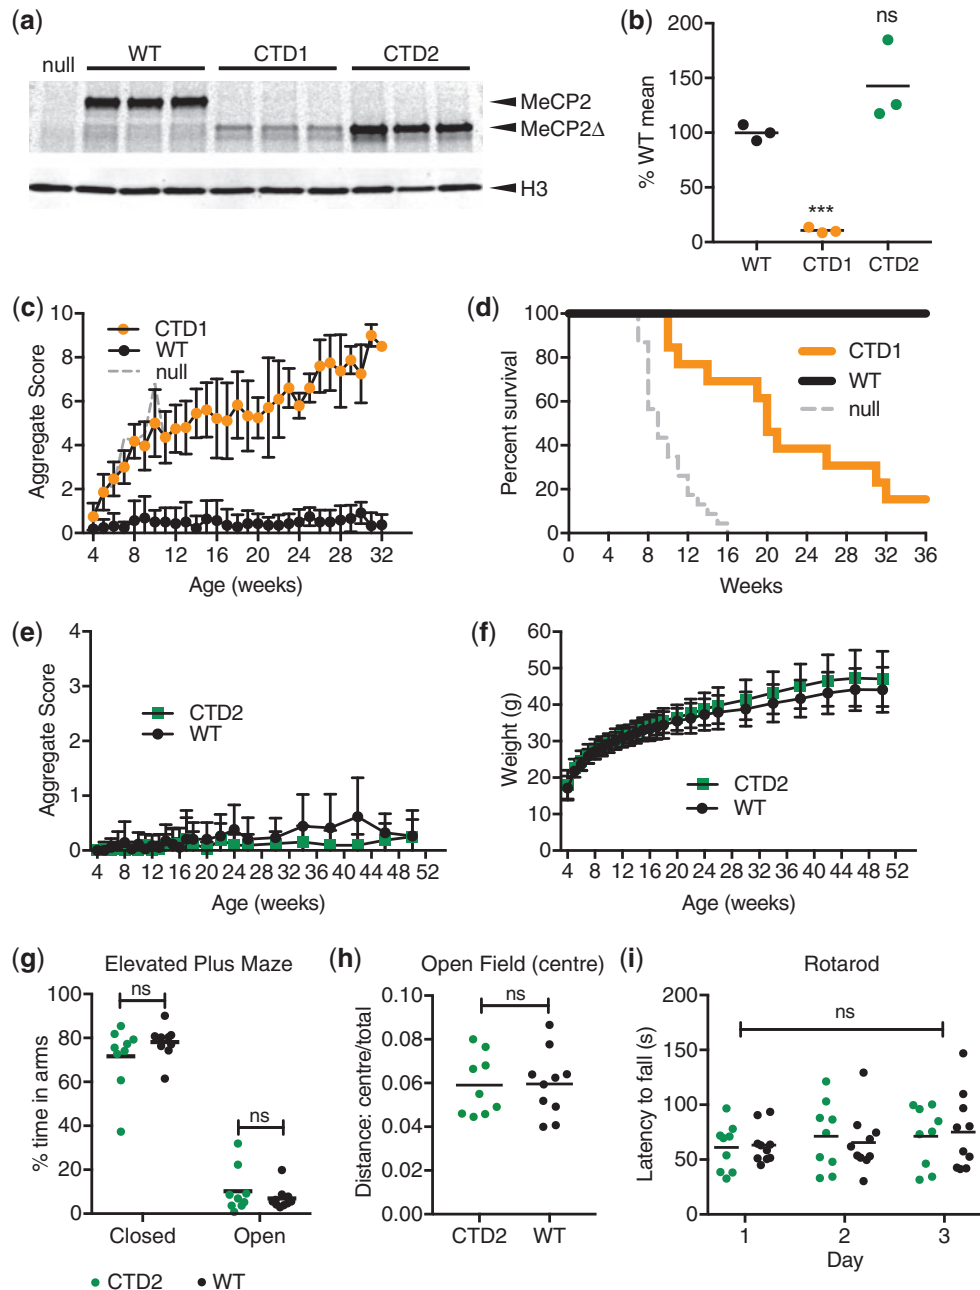 (a)
null WT CTD1 CTD2
MeCP2
MeCP2Δ
H3
(b)
% WT mean
200
150
100
50
0
ns
***
WT CTD1 CTD2
(c)
Aggregate Score
10
8
6
4
2
0
CTD1
WT
null
4 8 12 16 20 24 28 32
Age (weeks)
(d)
Percent survival
100
80
60
40
20
0
CTD1
WT
null
0 4 8 12 16 20 24 28 32 36
Weeks
(e)
Aggregate Score
4
3
2
1
0
CTD2
WT
4 8 12 16 20 24 28 32 36 40 44 48 52
Age (weeks)
(f)
Weight (g)
60
50
40
30
20
10
0
CTD2
WT
4 8 12 16 20 24 28 32 36 40 44 48 52
Age (weeks)
(g)
Elevated Plus Maze
% time in arms
100
80
60
40
20
0
ns
ns
Closed Open
CTD2 WT
(h)
Open Field (centre)
Distance: centre/total
0.10
0.08
0.06
0.04
0.02
0.00
ns
CTD2 WT
(i)
Rotarod
Latency to fall (s)
200
150
100
50
0
ns
1 2 3
Day